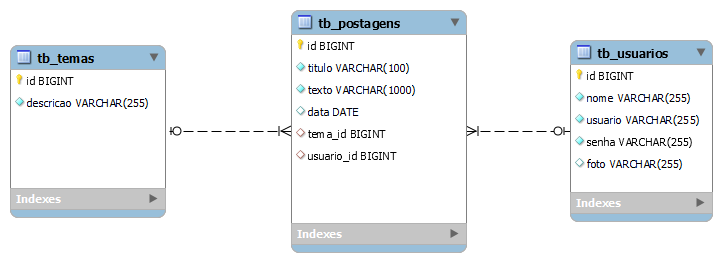 tb_temas
id BIGINT
descricao VARCHAR(255)
Indexes
tb_postagens
id BIGINT
titulo VARCHAR(100)
texto VARCHAR(1000)
data DATE
tema_id BIGINT
usuario_id BIGINT
Indexes
tb_usuarios
id BIGINT
nome VARCHAR(255)
usuario VARCHAR(255)
senha VARCHAR(255)
foto VARCHAR(255)
Indexes